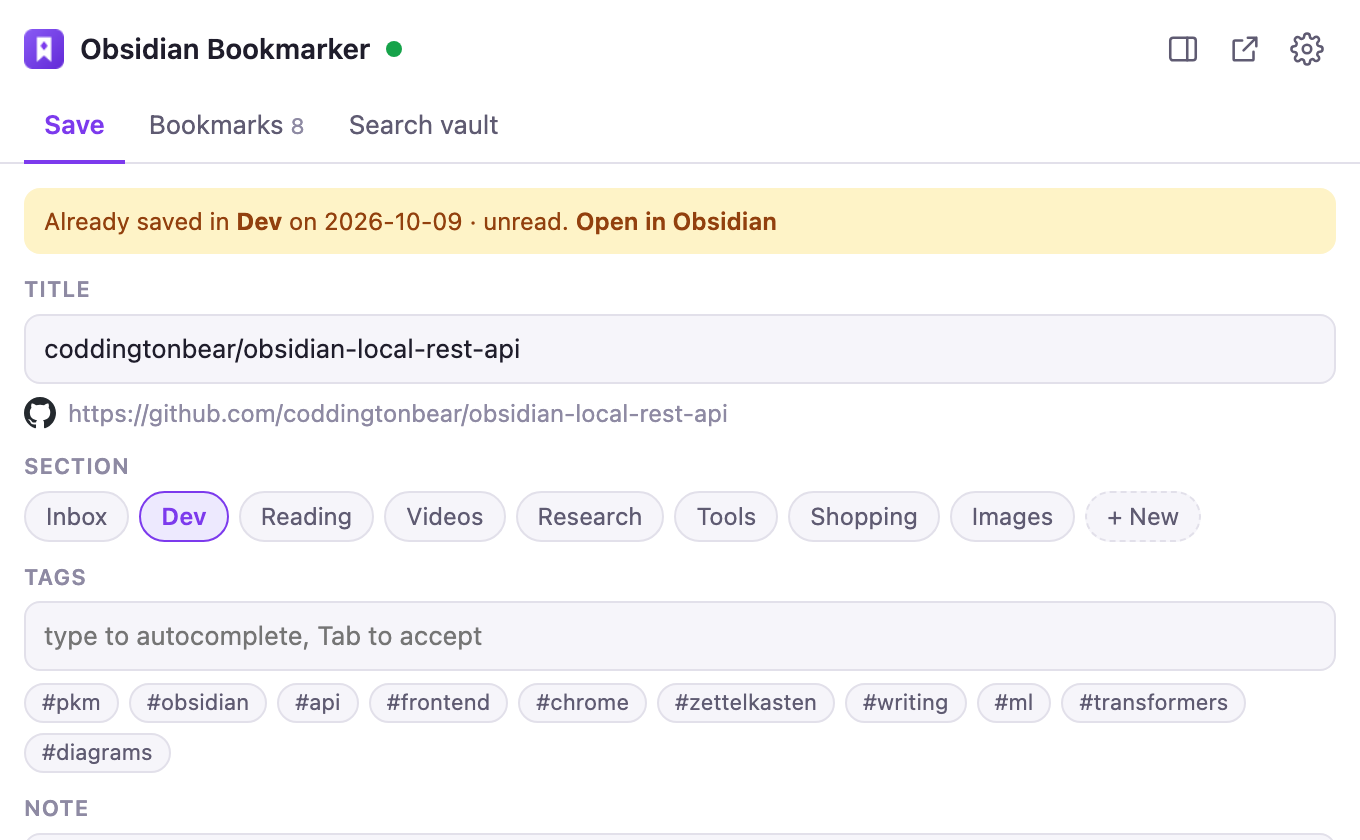 Obsidian Bookmarker
Save Bookmarks 8 Search vault
Already saved in Dev on 2026-10-09 · unread. Open in Obsidian
TITLE
coddingtonbear/obsidian-local-rest-api
https://github.com/coddingtonbear/obsidian-local-rest-api
SECTION
Inbox Dev Reading Videos Research Tools Shopping Images + New
TAGS
type to autocomplete, Tab to accept
#pkm #obsidian #api #frontend #chrome #zettelkasten #writing #ml #transformers
#diagrams
NOTE